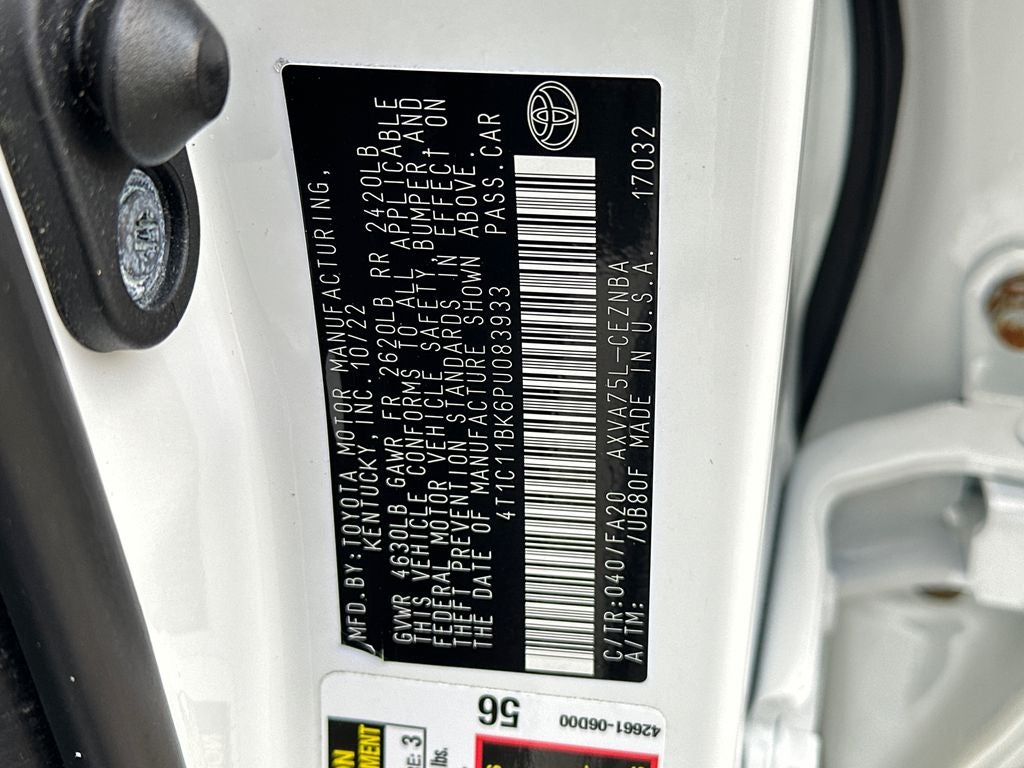 MFD.BY:TOYOTA MOTOR MANUFACTURING,
KENTUCKY, INC. 10/22
GVWR 4630LB GAWR FR 2620LB RR 2420LB
THIS VEHICLE CONFORMS TO ALL APPLICABLE
FEDERAL MOTOR VEHICLE SAFETY, BUMPER, AND
THEFT PREVENTION STANDARDS IN EFFECT ON
THE DATE OF MANUFACTURE SHOWN ABOVE.
4T1C11BK6PU083933 PASS.CAR
C/TR:040/FA20 AXVA75L-CEZNBA 17032
A/TM: /UB80F MADE IN U.S.A.
56
42661-06D00
3
lbs.